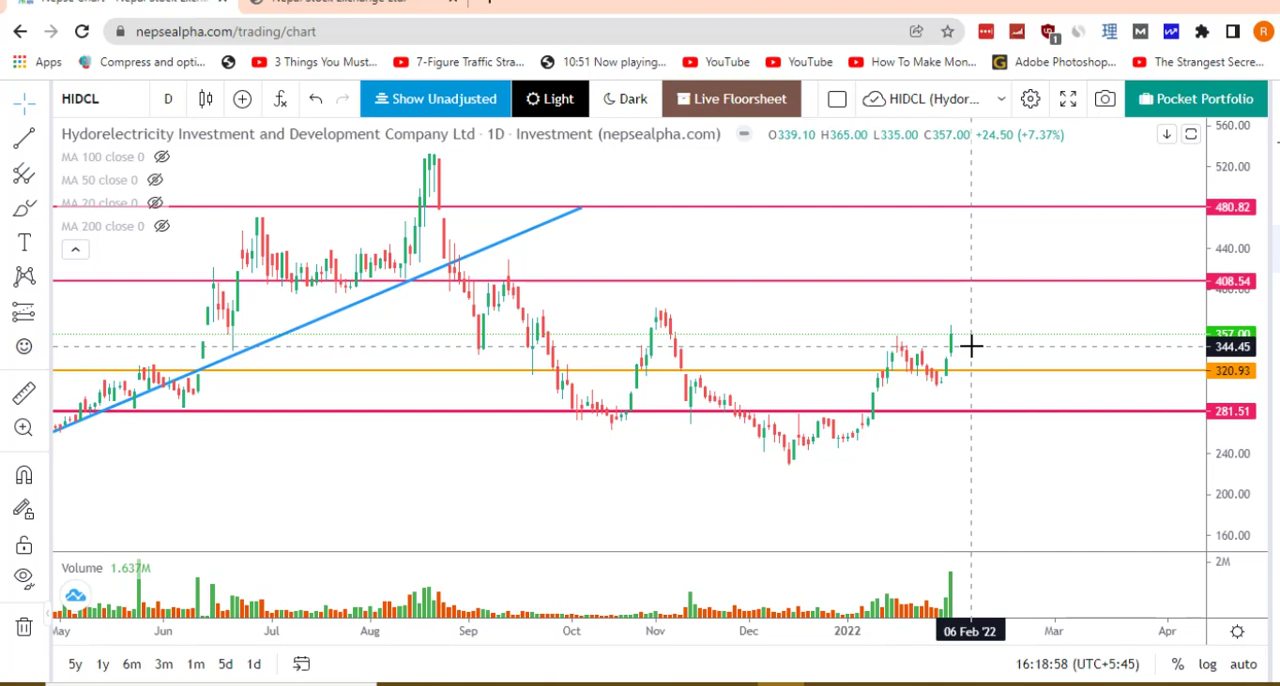 nepsealpha.com/trading/chart
Apps Compress and opti... 3 Things You Must... 7-Figure Traffic Stra... 10:51 Now playing... YouTube YouTube How To Make Mon... Adobe Photoshop... The Strangest Secre...
HIDCL D Show Unadjusted Light Dark Live Floorsheet HIDCL (Hydor... Pocket Portfolio
Hydorelectricity Investment and Development Company Ltd · 1D · Investment (nepsealpha.com) O339.10 H365.00 L335.00 C357.00 +24.50 (+7.37%)
MA 100 close 0
MA 50 close 0
MA 20 close 0
MA 200 close 0
560.00
520.00
480.82
440.00
408.54
400.00
357.00
344.45
320.93
281.51
240.00
200.00
160.00
Volume 1.637M
2M
May Jun Jul Aug Sep Oct Nov Dec 2022 06 Feb '22 Mar Apr
5y 1y 6m 3m 1m 5d 1d 16:18:58 (UTC+5:45) % log auto